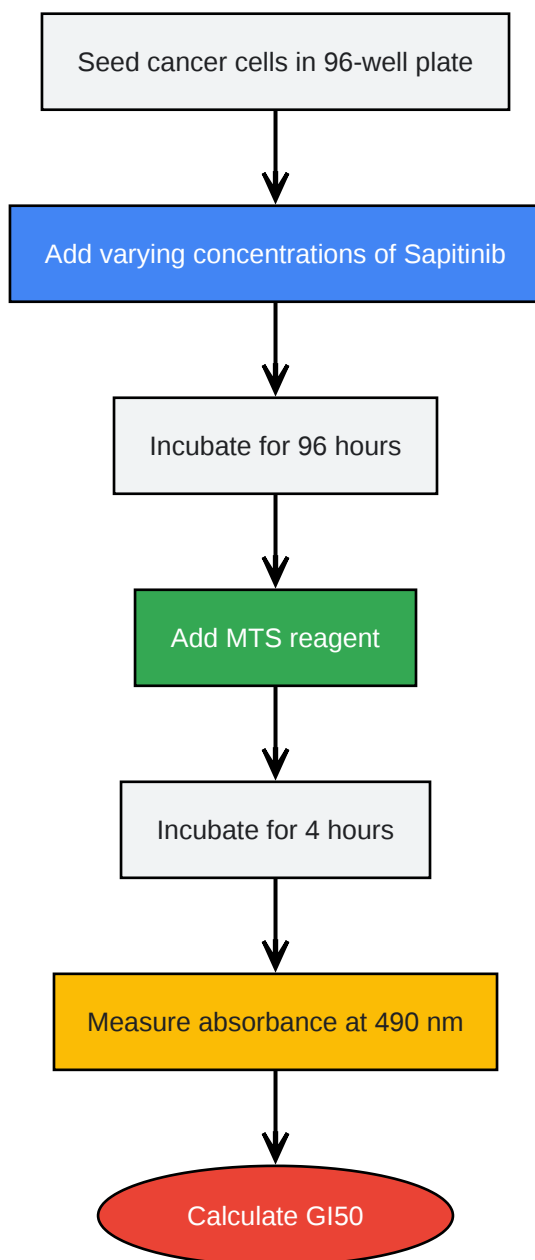 Seed cancer cells in 96-well plate
Add varying concentrations of Sapitinib
Incubate for 96 hours
Add MTS reagent
Incubate for 4 hours
Measure absorbance at 490 nm
Calculate GI50